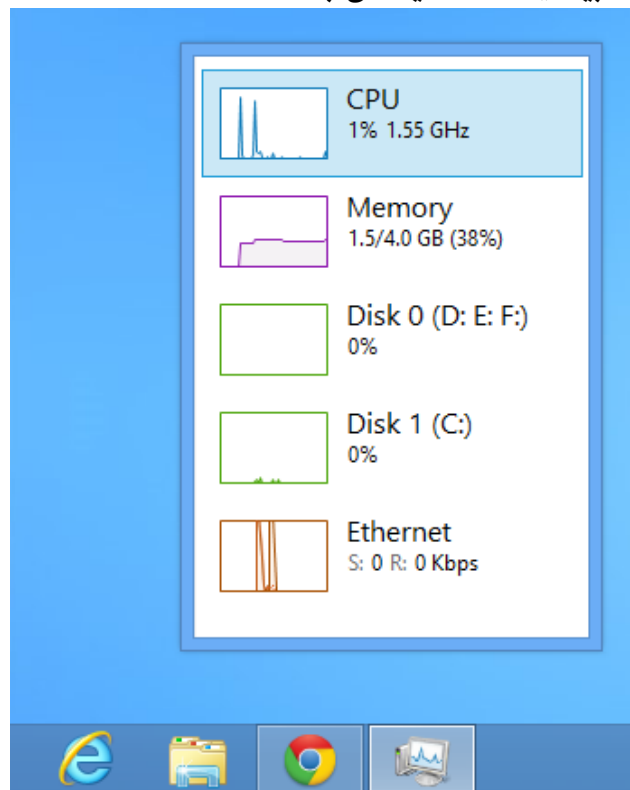 CPU
1% 1.55 GHz
Memory
1.5/4.0 GB (38%)
Disk 0 (D: E: F:)
0%
Disk 1 (C:)
0%
Ethernet
S: 0 R: 0 Kbps